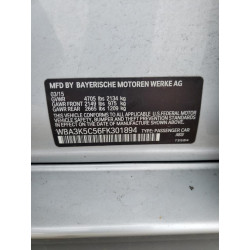 MFD BY BAYERISCHE MOTOREN WERKE AG
03/15
GVWR 4705 lbs 2134 kg
GAWR FRONT 2149 lbs 975 kg
GAWR REAR 2665 lbs 1209 kg
THIS VEHICLE CONFORMS TO ALL APPLICABLE U.S. FEDERAL MOTOR
VEHICLE SAFETY, BUMPER, AND THEFT PREVENTION STANDARDS IN
EFFECT ON THE DATE OF MANUFACTURE SHOWN ABOVE.
WBA3K5C56FK301894 TYPE: PASSENGER CAR